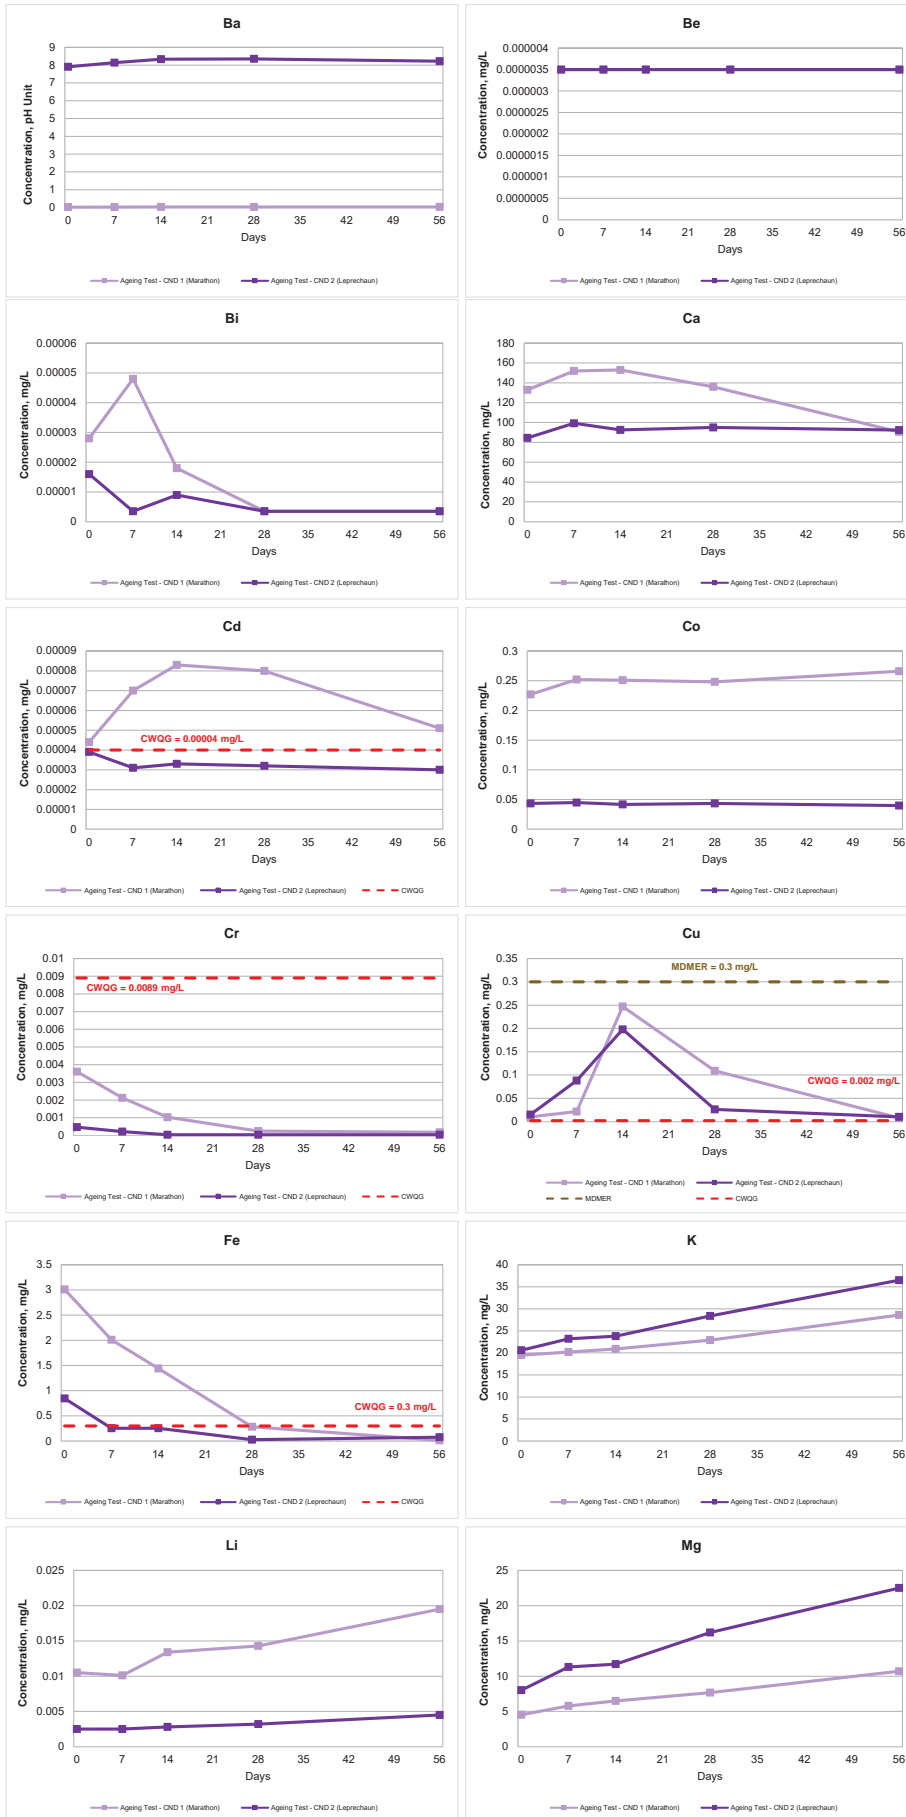 Ba
Concentration, pH Unit
9
8
7
6
5
4
3
2
1
0
0 7 14 21 28 35 42 49 56
Days
Ageing Test - CND 1 (Marathon) Ageing Test - CND 2 (Leprechaun)
Be
Concentration, mg/L
0.000004
0.0000035
0.000003
0.0000025
0.000002
0.0000015
0.000001
0.0000005
0
0 7 14 21 28 35 42 49 56
Days
Ageing Test - CND 1 (Marathon) Ageing Test - CND 2 (Leprechaun)
Bi
Concentration, mg/L
0.00006
0.00005
0.00004
0.00003
0.00002
0.00001
0
0 7 14 21 28 35 42 49 56
Days
Ageing Test - CND 1 (Marathon) Ageing Test - CND 2 (Leprechaun)
Ca
Concentration, mg/L
180
160
140
120
100
80
60
40
20
0
0 7 14 21 28 35 42 49 56
Days
Ageing Test - CND 1 (Marathon) Ageing Test - CND 2 (Leprechaun)
Cd
Concentration, mg/L
0.00009
0.00008
0.00007
0.00006
0.00005
0.00004
0.00003
0.00002
0.00001
0
CWQG = 0.00004 mg/L
0 7 14 21 28 35 42 49 56
Days
Ageing Test - CND 1 (Marathon) Ageing Test - CND 2 (Leprechaun) CWQG
Co
Concentration, mg/L
0.3
0.25
0.2
0.15
0.1
0.05
0
0 7 14 21 28 35 42 49 56
Days
Ageing Test - CND 1 (Marathon) Ageing Test - CND 2 (Leprechaun)
Cr
Concentration, mg/L
0.01
0.009
0.008
0.007
0.006
0.005
0.004
0.003
0.002
0.001
0
CWQG = 0.0089 mg/L
0 7 14 21 28 35 42 49 56
Days
Ageing Test - CND 1 (Marathon) Ageing Test - CND 2 (Leprechaun) CWQG
Cu
Concentration, mg/L
0.35
0.3
0.25
0.2
0.15
0.1
0.05
0
MDMER = 0.3 mg/L
CWQG = 0.002 mg/L
0 7 14 21 28 35 42 49 56
Days
Ageing Test - CND 1 (Marathon) Ageing Test - CND 2 (Leprechaun)
MDMER CWQG
Fe
Concentration, mg/L
3.5
3
2.5
2
1.5
1
0.5
0
CWQG = 0.3 mg/L
0 7 14 21 28 35 42 49 56
Days
Ageing Test - CND 1 (Marathon) Ageing Test - CND 2 (Leprechaun) CWQG
K
Concentration, mg/L
40
35
30
25
20
15
10
5
0
0 7 14 21 28 35 42 49 56
Days
Ageing Test - CND 1 (Marathon) Ageing Test - CND 2 (Leprechaun)
Li
Concentration, mg/L
0.025
0.02
0.015
0.01
0.005
0
0 7 14 21 28 35 42 49 56
Days
Ageing Test - CND 1 (Marathon) Ageing Test - CND 2 (Leprechaun)
Mg
Concentration, mg/L
25
20
15
10
5
0
0 7 14 21 28 35 42 49 56
Days
Ageing Test - CND 1 (Marathon) Ageing Test - CND 2 (Leprechaun)